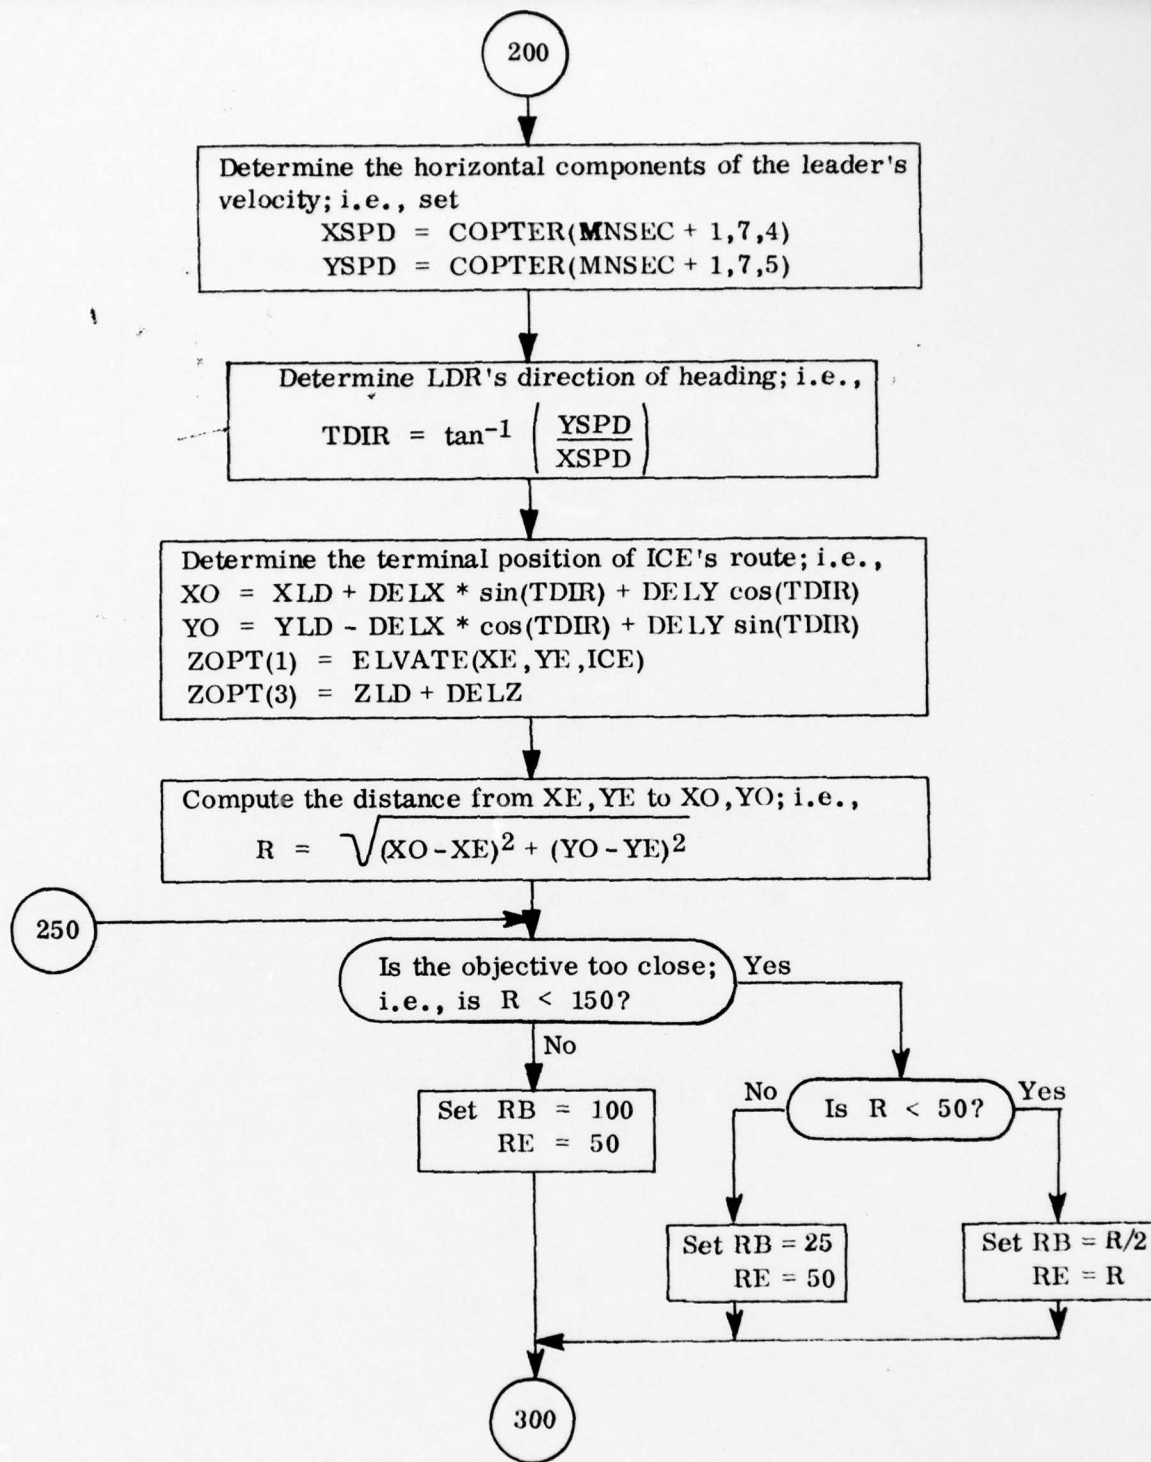 200
Determine the horizontal components of the leader's
velocity; i.e., set
XSPD = COPTER(MNSEC + 1,7,4)
YSPD = COPTER(MNSEC + 1,7,5)
Determine LDR's direction of heading; i.e.,
TDIR = tan⁻¹ (YSPD/XSPD)
Determine the terminal position of ICE's route; i.e.,
XO = XLD + DELX * sin(TDIR) + DELY cos(TDIR)
YO = YLD - DELX * cos(TDIR) + DELY sin(TDIR)
ZOPT(1) = ELVATE(XE,YE,ICE)
ZOPT(3) = ZLD + DELZ
Compute the distance from XE,YE to XO,YO; i.e.,
R = √(XO-XE)² + (YO-YE)²
250
Is the objective too close;
i.e., is R < 150?
Yes
No
Set RB = 100
RE = 50
No
Is R < 50?
Yes
Set RB = 25
RE = 50
Set RB = R/2
RE = R
300